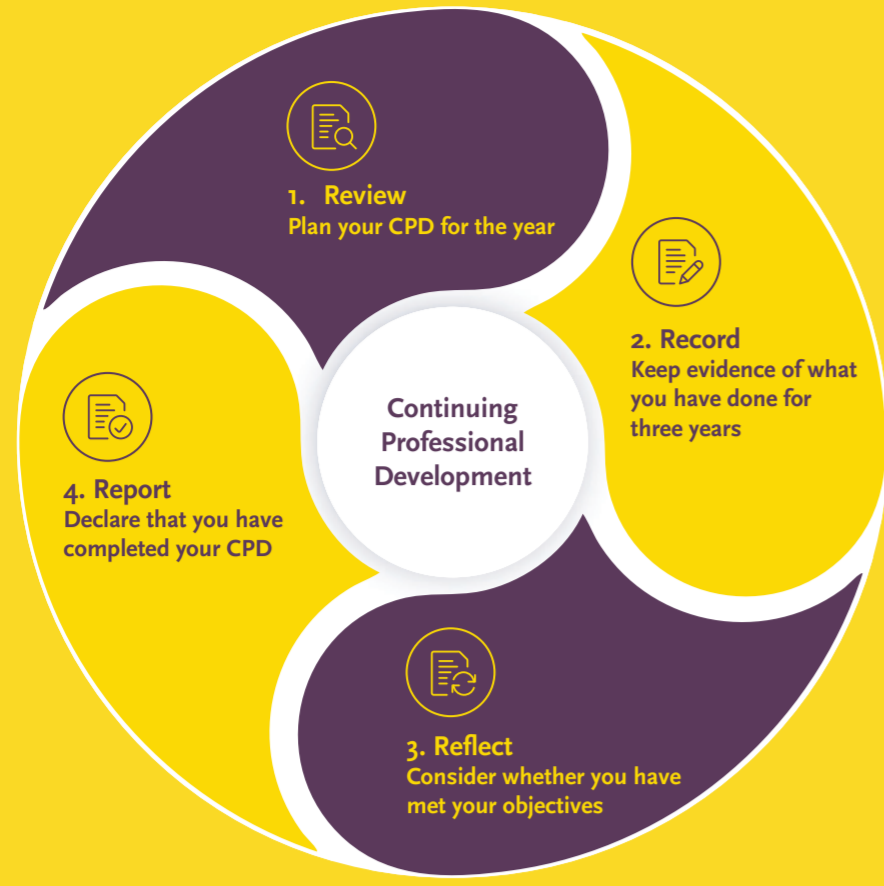 1. Review
Plan your CPD for the year
2. Record
Keep evidence of what
you have done for
three years
Continuing
Professional
Development
4. Report
Declare that you have
completed your CPD
3. Reflect
Consider whether you have
met your objectives